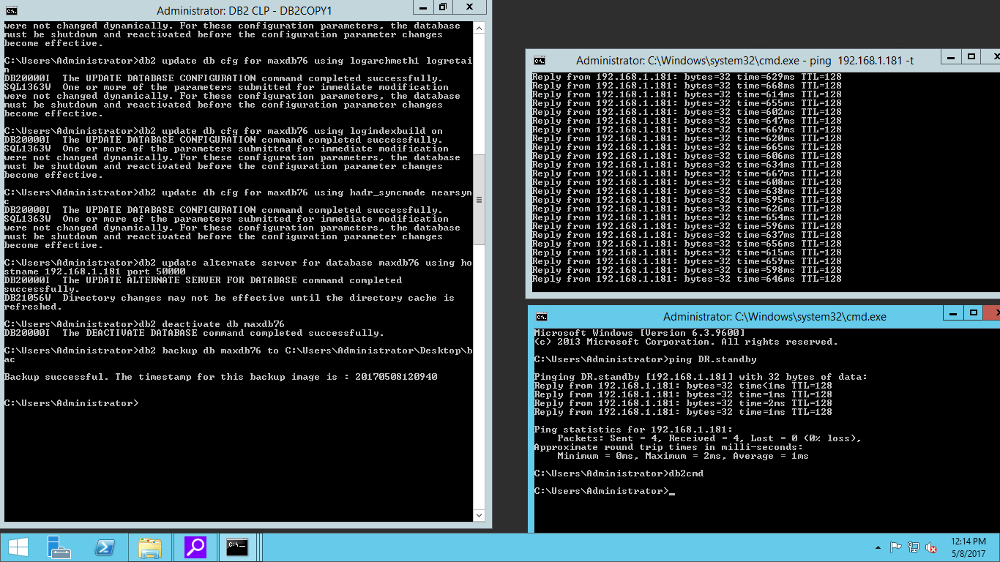 Administrator: DB2 CLP - DB2COPY1
were not changed dynamically. For these configuration parameters, the database
must be shutdown and reactivated before the configuration parameter changes
become effective.
C:\Users\Administrator>db2 update db cfg for maxdb76 using logarchmeth1 logretai
n
DB20000I  The UPDATE DATABASE CONFIGURATION command completed successfully.
SQL1363W  One or more of the parameters submitted for immediate modification
were not changed dynamically. For these configuration parameters, the database
must be shutdown and reactivated before the configuration parameter changes
become effective.
C:\Users\Administrator>db2 update db cfg for maxdb76 using logindexbuild on
DB20000I  The UPDATE DATABASE CONFIGURATION command completed successfully.
SQL1363W  One or more of the parameters submitted for immediate modification
were not changed dynamically. For these configuration parameters, the database
must be shutdown and reactivated before the configuration parameter changes
become effective.
C:\Users\Administrator>db2 update db cfg for maxdb76 using hadr_syncmode nearsyn
c
DB20000I  The UPDATE DATABASE CONFIGURATION command completed successfully.
SQL1363W  One or more of the parameters submitted for immediate modification
were not changed dynamically. For these configuration parameters, the database
must be shutdown and reactivated before the configuration parameter changes
become effective.
C:\Users\Administrator>db2 update alternate server for database maxdb76 using ho
stname 192.168.1.181 port 50000
DB20000I  The UPDATE ALTERNATE SERVER FOR DATABASE command completed
successfully.
DB21056W  Directory changes may not be effective until the directory cache is
refreshed.
C:\Users\Administrator>db2 deactivate db maxdb76
DB20000I  The DEACTIVATE DATABASE command completed successfully.
C:\Users\Administrator>db2 backup db maxdb76 to C:\Users\Administrator\Desktop\b
ac
Backup successful. The timestamp for this backup image is : 20170508120940
C:\Users\Administrator>
Administrator: C:\Windows\system32\cmd.exe - ping  192.168.1.181 -t
Reply from 192.168.1.181: bytes=32 time=629ms TTL=128
Reply from 192.168.1.181: bytes=32 time=668ms TTL=128
Reply from 192.168.1.181: bytes=32 time=614ms TTL=128
Reply from 192.168.1.181: bytes=32 time=655ms TTL=128
Reply from 192.168.1.181: bytes=32 time=602ms TTL=128
Reply from 192.168.1.181: bytes=32 time=647ms TTL=128
Reply from 192.168.1.181: bytes=32 time=669ms TTL=128
Reply from 192.168.1.181: bytes=32 time=620ms TTL=128
Reply from 192.168.1.181: bytes=32 time=665ms TTL=128
Reply from 192.168.1.181: bytes=32 time=606ms TTL=128
Reply from 192.168.1.181: bytes=32 time=634ms TTL=128
Reply from 192.168.1.181: bytes=32 time=667ms TTL=128
Reply from 192.168.1.181: bytes=32 time=608ms TTL=128
Reply from 192.168.1.181: bytes=32 time=638ms TTL=128
Reply from 192.168.1.181: bytes=32 time=595ms TTL=128
Reply from 192.168.1.181: bytes=32 time=626ms TTL=128
Reply from 192.168.1.181: bytes=32 time=654ms TTL=128
Reply from 192.168.1.181: bytes=32 time=596ms TTL=128
Reply from 192.168.1.181: bytes=32 time=637ms TTL=128
Reply from 192.168.1.181: bytes=32 time=656ms TTL=128
Reply from 192.168.1.181: bytes=32 time=615ms TTL=128
Reply from 192.168.1.181: bytes=32 time=659ms TTL=128
Reply from 192.168.1.181: bytes=32 time=598ms TTL=128
Reply from 192.168.1.181: bytes=32 time=646ms TTL=128
Administrator: C:\Windows\system32\cmd.exe
Microsoft Windows [Version 6.3.9600]
(c) 2013 Microsoft Corporation. All rights reserved.
C:\Users\Administrator>ping DR.standby
Pinging DR.standby [192.168.1.181] with 32 bytes of data:
Reply from 192.168.1.181: bytes=32 time<1ms TTL=128
Reply from 192.168.1.181: bytes=32 time=1ms TTL=128
Reply from 192.168.1.181: bytes=32 time=2ms TTL=128
Reply from 192.168.1.181: bytes=32 time=1ms TTL=128
Ping statistics for 192.168.1.181:
    Packets: Sent = 4, Received = 4, Lost = 0 (0% loss),
Approximate round trip times in milli-seconds:
    Minimum = 0ms, Maximum = 2ms, Average = 1ms
C:\Users\Administrator>db2cmd
C:\Users\Administrator>_
12:14 PM
5/8/2017